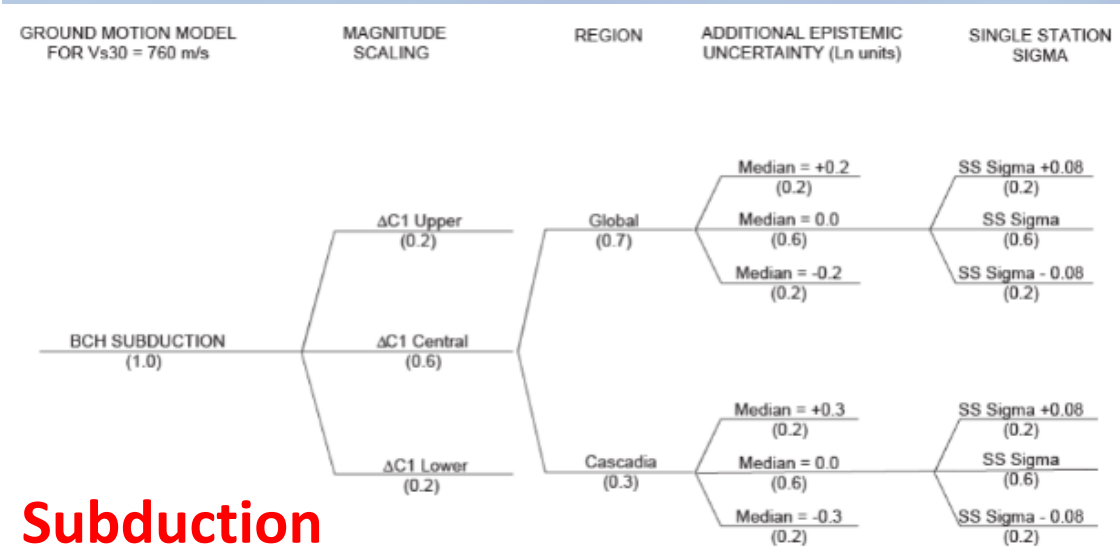 GROUND MOTION MODEL
FOR Vs30 = 760 m/s
MAGNITUDE
SCALING
REGION
ADDITIONAL EPISTEMIC
UNCERTAINTY (Ln units)
SINGLE STATION
SIGMA
BCH SUBDUCTION
(1.0)
ΔC1 Upper
(0.2)
ΔC1 Central
(0.6)
ΔC1 Lower
(0.2)
Global
(0.7)
Cascadia
(0.3)
Median = +0.2
(0.2)
Median = 0.0
(0.6)
Median = -0.2
(0.2)
Median = +0.3
(0.2)
Median = 0.0
(0.6)
Median = -0.3
(0.2)
SS Sigma +0.08
(0.2)
SS Sigma
(0.6)
SS Sigma - 0.08
(0.2)
SS Sigma +0.08
(0.2)
SS Sigma
(0.6)
SS Sigma - 0.08
(0.2)
Subduction